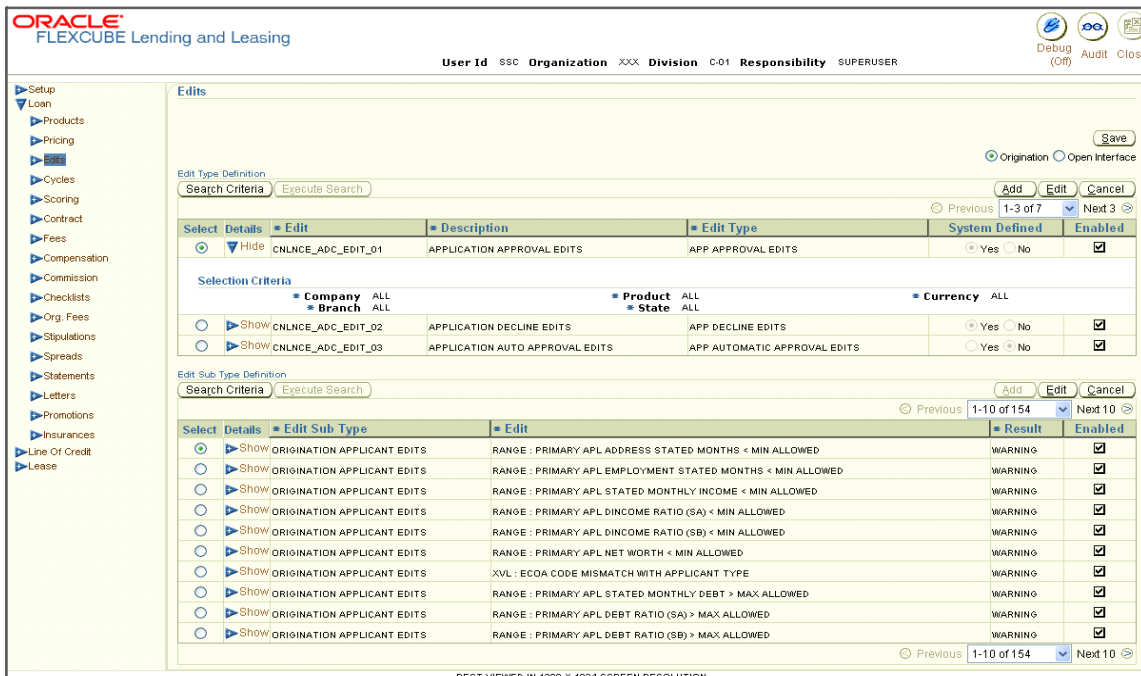 ORACLE®
FLEXCUBE Lending and Leasing
Debug (Off)
Audit
Clos
User Id SSC Organization XXX Division C-01 Responsibility SUPERUSER
Setup
Loan
Products
Pricing
Edits
Cycles
Scoring
Contract
Fees
Compensation
Commission
Checklists
Org. Fees
Stipulations
Spreads
Statements
Letters
Promotions
Insurances
Line Of Credit
Lease
Edits
Save
Origination Open Interface
Edit Type Definition
Search Criteria Execute Search Add Edit Cancel
Previous 1-3 of 7 Next 3
Select Details * Edit * Description * Edit Type System Defined Enabled
Hide CNLNCE_ADC_EDIT_01 APPLICATION APPROVAL EDITS APP APPROVAL EDITS Yes No
Selection Criteria
* Company ALL * Product ALL * Currency ALL
* Branch ALL * State ALL
Show CNLNCE_ADC_EDIT_02 APPLICATION DECLINE EDITS APP DECLINE EDITS Yes No
Show CNLNCE_ADC_EDIT_03 APPLICATION AUTO APPROVAL EDITS APP AUTOMATIC APPROVAL EDITS Yes No
Edit Sub Type Definition
Search Criteria Execute Search Add Edit Cancel
Previous 1-10 of 154 Next 10
Select Details * Edit Sub Type * Edit * Result Enabled
Show ORIGINATION APPLICANT EDITS RANGE : PRIMARY APL ADDRESS STATED MONTHS < MIN ALLOWED WARNING
Show ORIGINATION APPLICANT EDITS RANGE : PRIMARY APL EMPLOYMENT STATED MONTHS < MIN ALLOWED WARNING
Show ORIGINATION APPLICANT EDITS RANGE : PRIMARY APL STATED MONTHLY INCOME < MIN ALLOWED WARNING
Show ORIGINATION APPLICANT EDITS RANGE : PRIMARY APL DINCOME RATIO (SA) < MIN ALLOWED WARNING
Show ORIGINATION APPLICANT EDITS RANGE : PRIMARY APL DINCOME RATIO (SB) < MIN ALLOWED WARNING
Show ORIGINATION APPLICANT EDITS RANGE : PRIMARY APL NET WORTH < MIN ALLOWED WARNING
Show ORIGINATION APPLICANT EDITS XVL : ECOA CODE MISMATCH WITH APPLICANT TYPE WARNING
Show ORIGINATION APPLICANT EDITS RANGE : PRIMARY APL STATED MONTHLY DEBT > MAX ALLOWED WARNING
Show ORIGINATION APPLICANT EDITS RANGE : PRIMARY APL DEBT RATIO (SA) > MAX ALLOWED WARNING
Show ORIGINATION APPLICANT EDITS RANGE : PRIMARY APL DEBT RATIO (SB) > MAX ALLOWED WARNING
Previous 1-10 of 154 Next 10